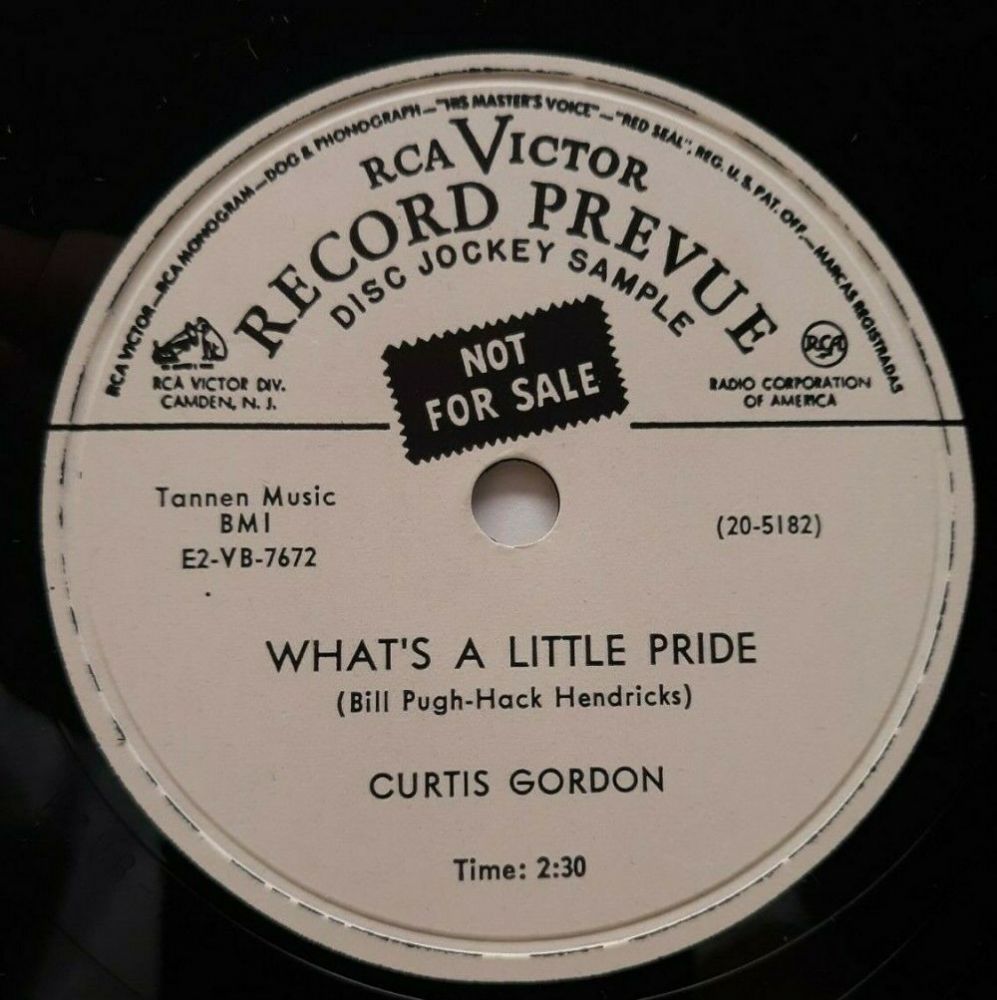 RCA VICTOR—RCA MONOGRAM—DOG & PHONOGRAPH—"HIS MASTER'S VOICE"—"RED SEAL", REG. U. S. PAT. OFF.—MARCAS REGISTRADAS
RCA VICTOR
RECORD PREVUE
DISC JOCKEY SAMPLE
NOT
FOR SALE
RCA VICTOR DIV.
CAMDEN, N. J.
RCA
RADIO CORPORATION
OF AMERICA
Tannen Music
BMI
E2-VB-7672
(20-5182)
WHAT'S A LITTLE PRIDE
(Bill Pugh-Hack Hendricks)
CURTIS GORDON
Time: 2:30